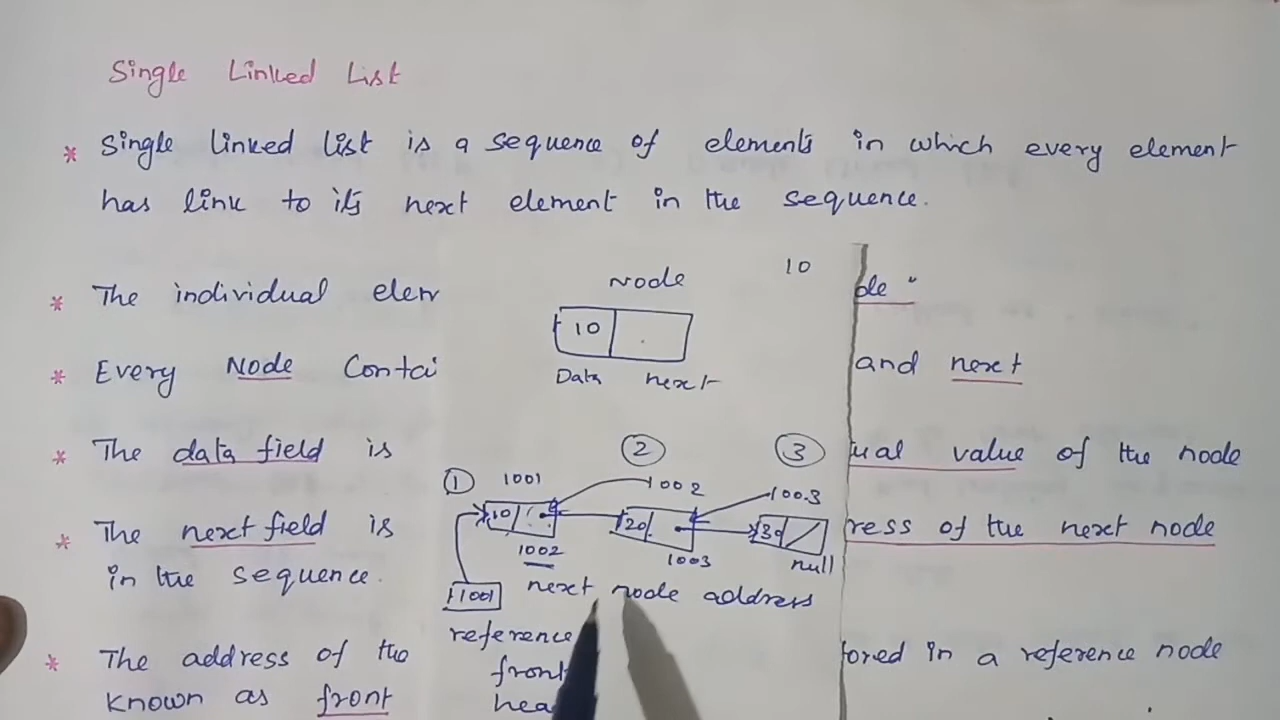 Single Linked List
* Single linked list is a sequence of elements in which every element
has link to its next element in the sequence.
Node 10
* The individual elem de"
10
* Every Node Contai and next
Data next
* The data field is ual value of the node
1 2 3
1001 1002 1003
10 20 30
* The next field is ress of the next node
1002 1003 null
in the sequence.
1001 next node address
reference
* The address of the ored in a reference node
front
known as front hea